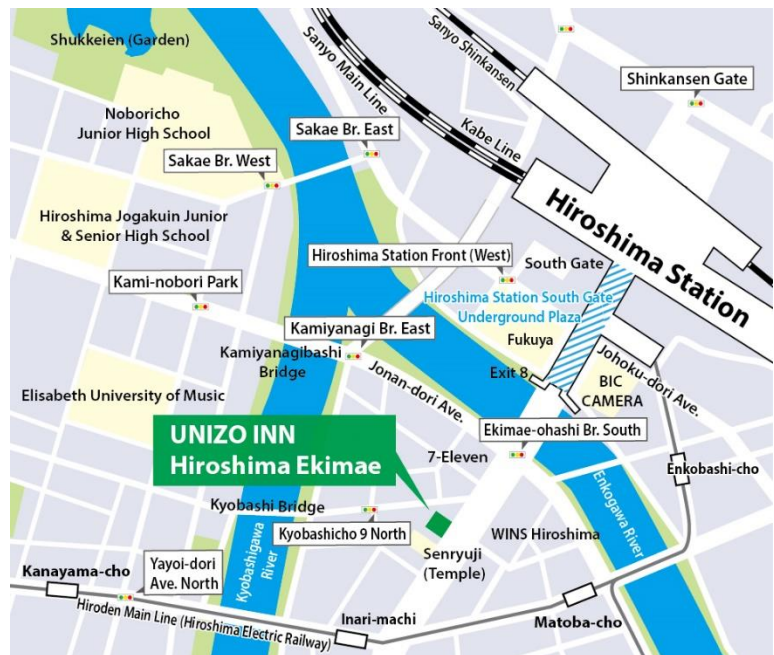 Shukkeien (Garden)
Sanyo Shinkansen
Sanyo Main Line
Shinkansen Gate
Noboricho
Junior High School
Kabe Line
Sakae Br. East
Sakae Br. West
Hiroshima Station
Hiroshima Jogakuin Junior
& Senior High School
Hiroshima Station Front (West)
South Gate
Kami-nobori Park
Hiroshima Station South Gate
Underground Plaza
Kamiyanagi Br. East
Fukuya
Kamiyanagibashi
Bridge
Johoku-dori Ave.
Jonan-dori Ave.
Exit 8
BIC
CAMERA
Elisabeth University of Music
UNIZO INN
Hiroshima Ekimae
Ekimae-ohashi Br. South
7-Eleven
Enkobashi-cho
Enkogawa
River
Kyobashi Bridge
Kyobashicho 9 North
WINS Hiroshima
Senryuji
(Temple)
Kyobashigawa
River
Yayoi-dori
Ave. North
Kanayama-cho
Hiroden Main Line (Hiroshima Electric Railway)
Inari-machi
Matoba-cho